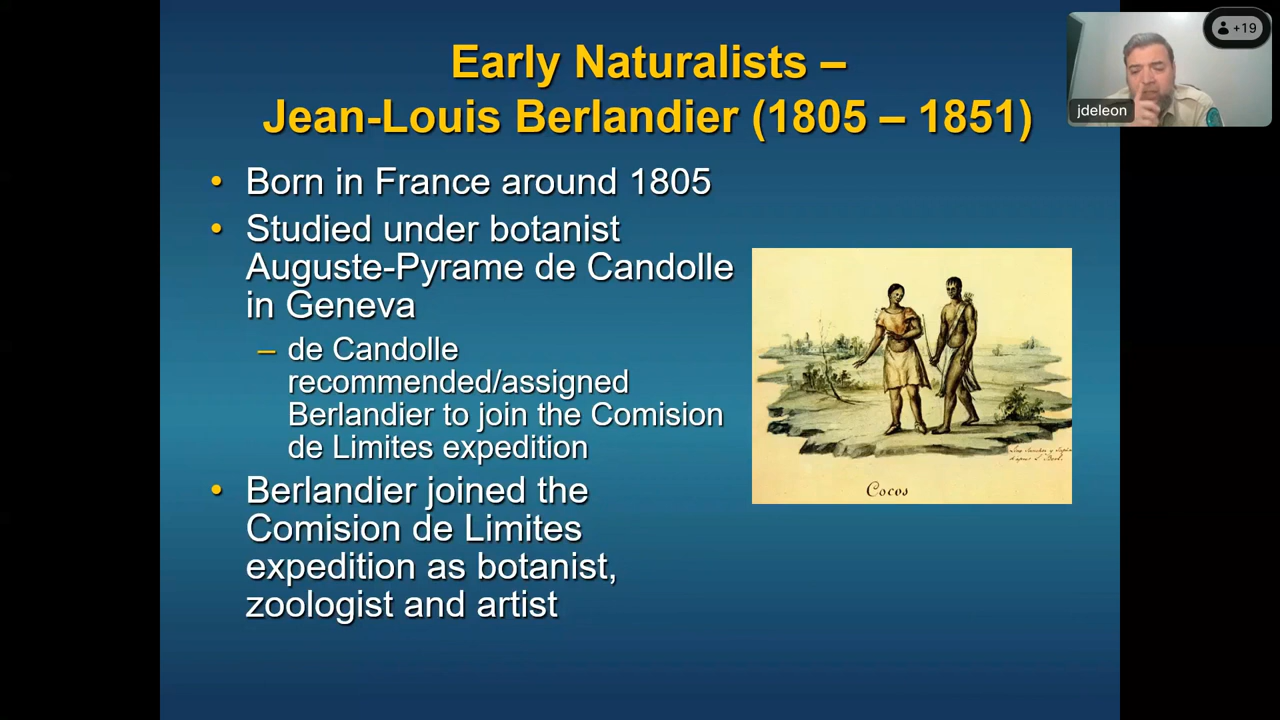 Early Naturalists –
Jean-Louis Berlandier (1805 – 1851)
• Born in France around 1805
• Studied under botanist
Auguste-Pyrame de Candolle
in Geneva
– de Candolle
recommended/assigned
Berlandier to join the Comision
de Limites expedition
• Berlandier joined the
Comision de Limites
expedition as botanist,
zoologist and artist
Cocos
+19
jdeleon